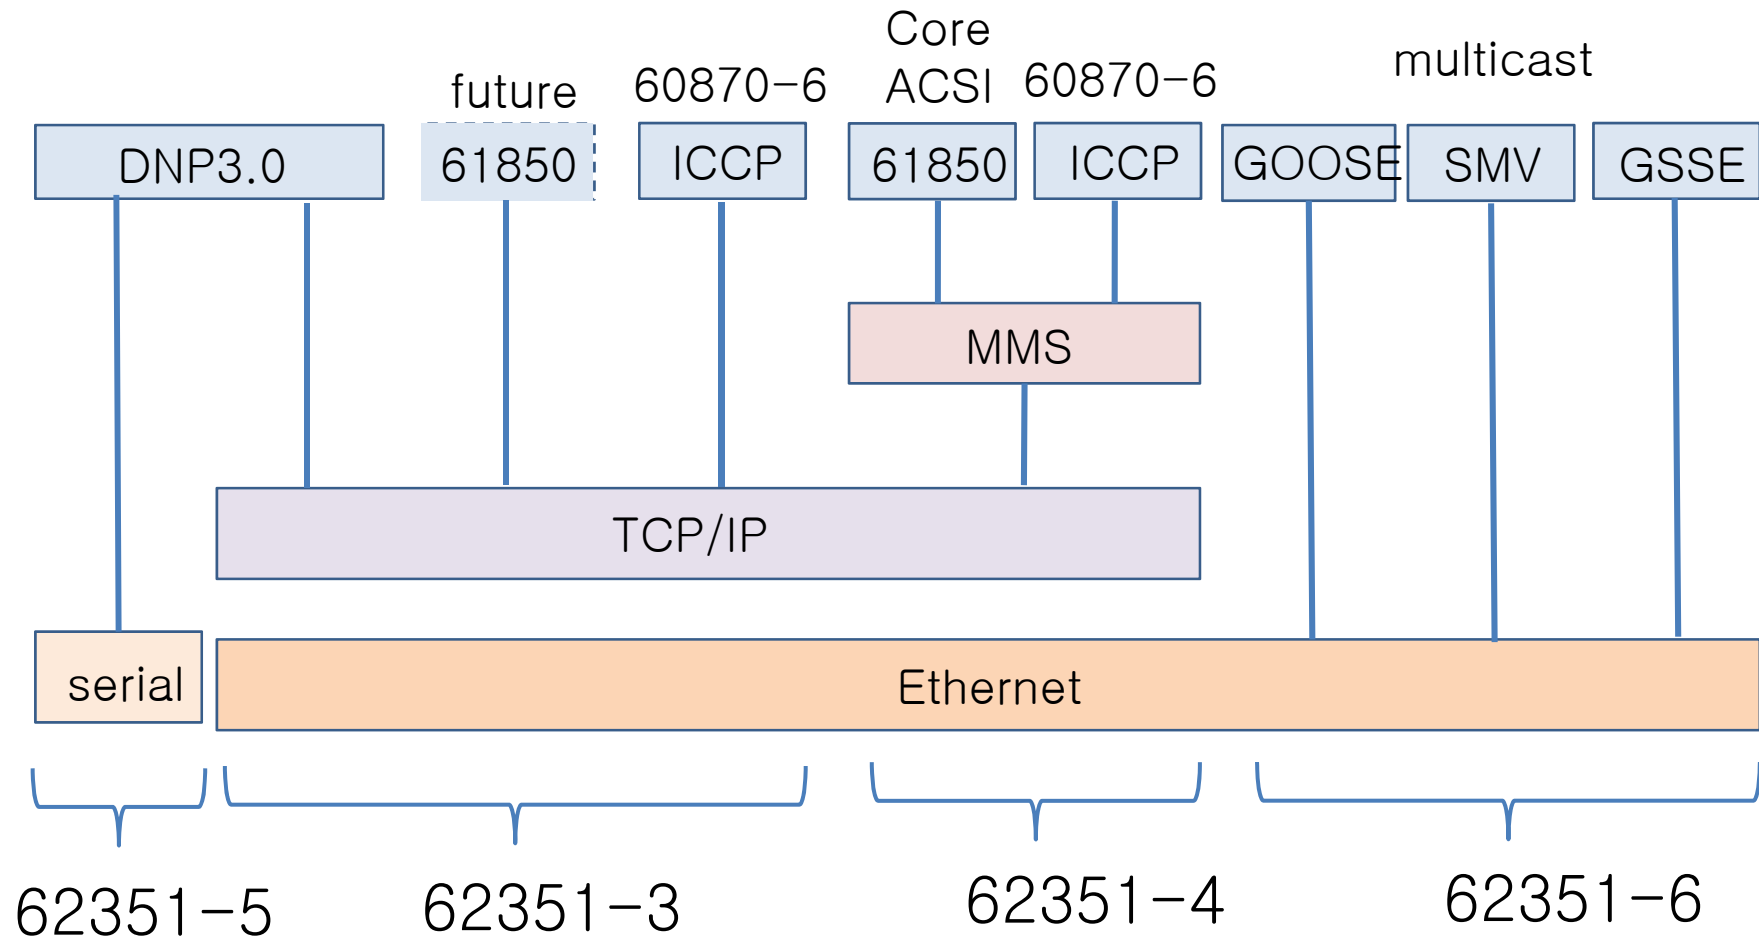 Core
ACSI
future
60870-6
60870-6
multicast
DNP3.0
61850
ICCP
61850
ICCP
GOOSE
SMV
GSSE
MMS
TCP/IP
serial
Ethernet
62351-5
62351-3
62351-4
62351-6